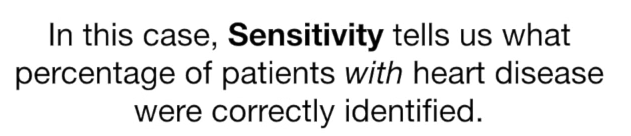 In this case, Sensitivity tells us what
percentage of patients with heart disease
were correctly identified.